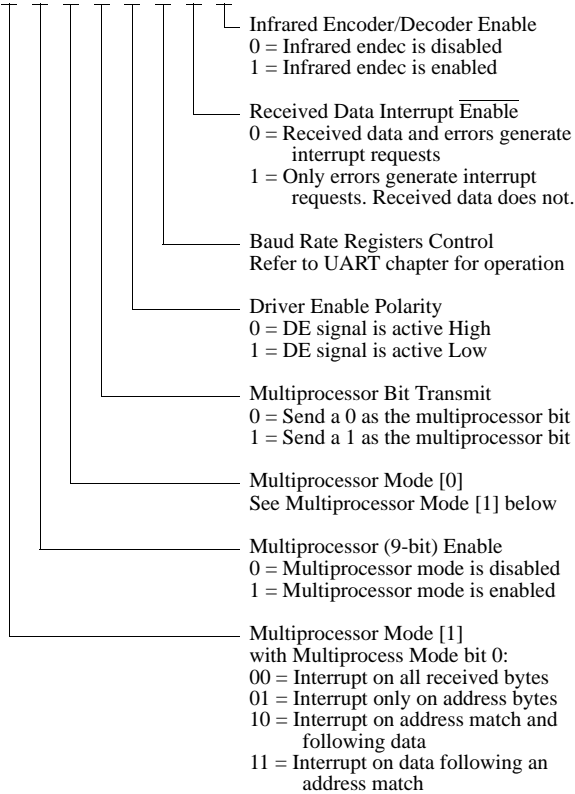 Infrared Encoder/Decoder Enable
0 = Infrared endec is disabled
1 = Infrared endec is enabled
Received Data Interrupt Enable
0 = Received data and errors generate
interrupt requests
1 = Only errors generate interrupt
requests. Received data does not.
Baud Rate Registers Control
Refer to UART chapter for operation
Driver Enable Polarity
0 = DE signal is active High
1 = DE signal is active Low
Multiprocessor Bit Transmit
0 = Send a 0 as the multiprocessor bit
1 = Send a 1 as the multiprocessor bit
Multiprocessor Mode [0]
See Multiprocessor Mode [1] below
Multiprocessor (9-bit) Enable
0 = Multiprocessor mode is disabled
1 = Multiprocessor mode is enabled
Multiprocessor Mode [1]
with Multiprocess Mode bit 0:
00 = Interrupt on all received bytes
01 = Interrupt only on address bytes
10 = Interrupt on address match and
following data
11 = Interrupt on data following an
address match